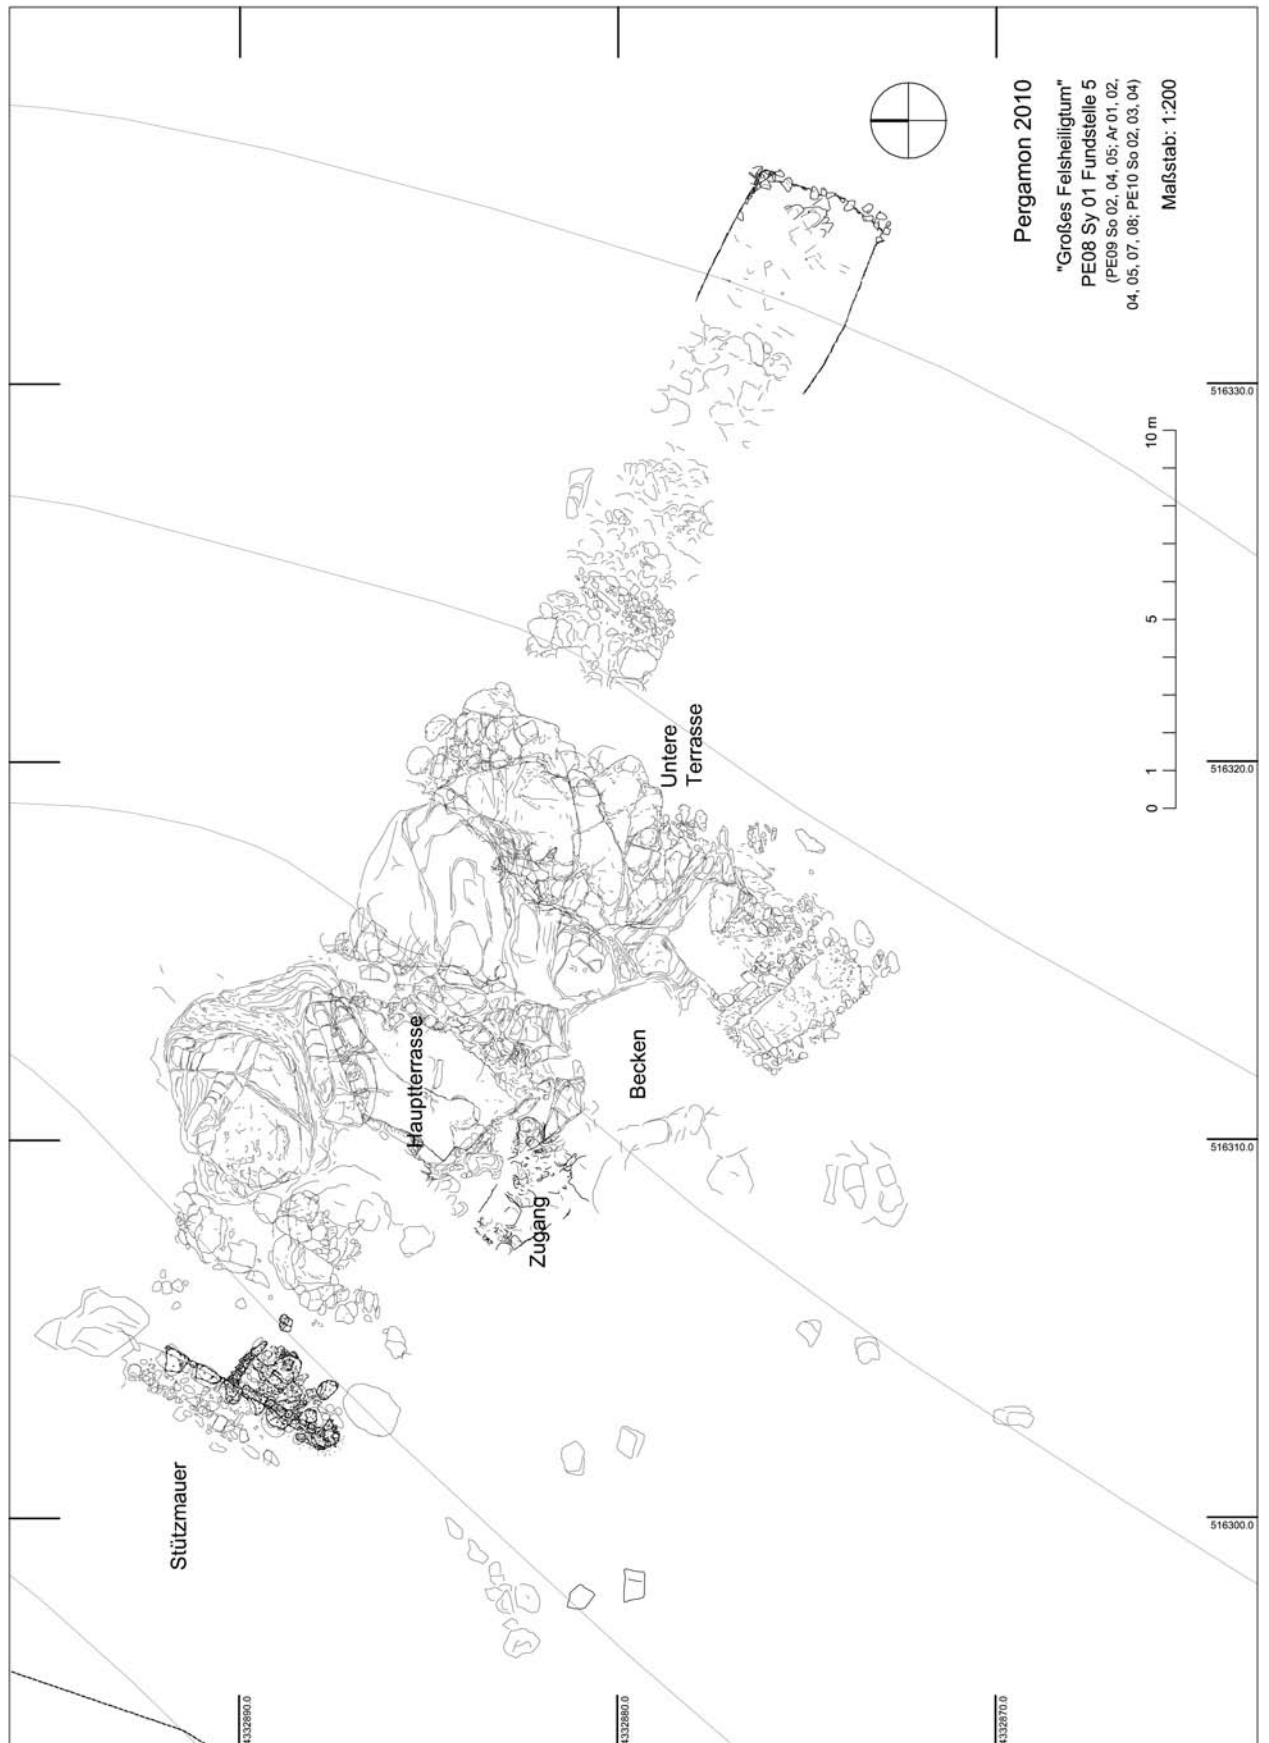 Pergamon 2010
"Großes Felsheiligtum"
PE08 Sy 01 Fundstelle 5
(PE09 So 02, 04, 05; Ar 01, 02,
04, 05, 07, 08; PE10 So 02, 03, 04)
Maßstab: 1:200
Stützmauer
Zugang
Hauptterrasse
Becken
Untere
Terrasse
0 1 5 10 m
516330.0
516320.0
516310.0
516300.0
4332890.0
4332880.0
4332870.0